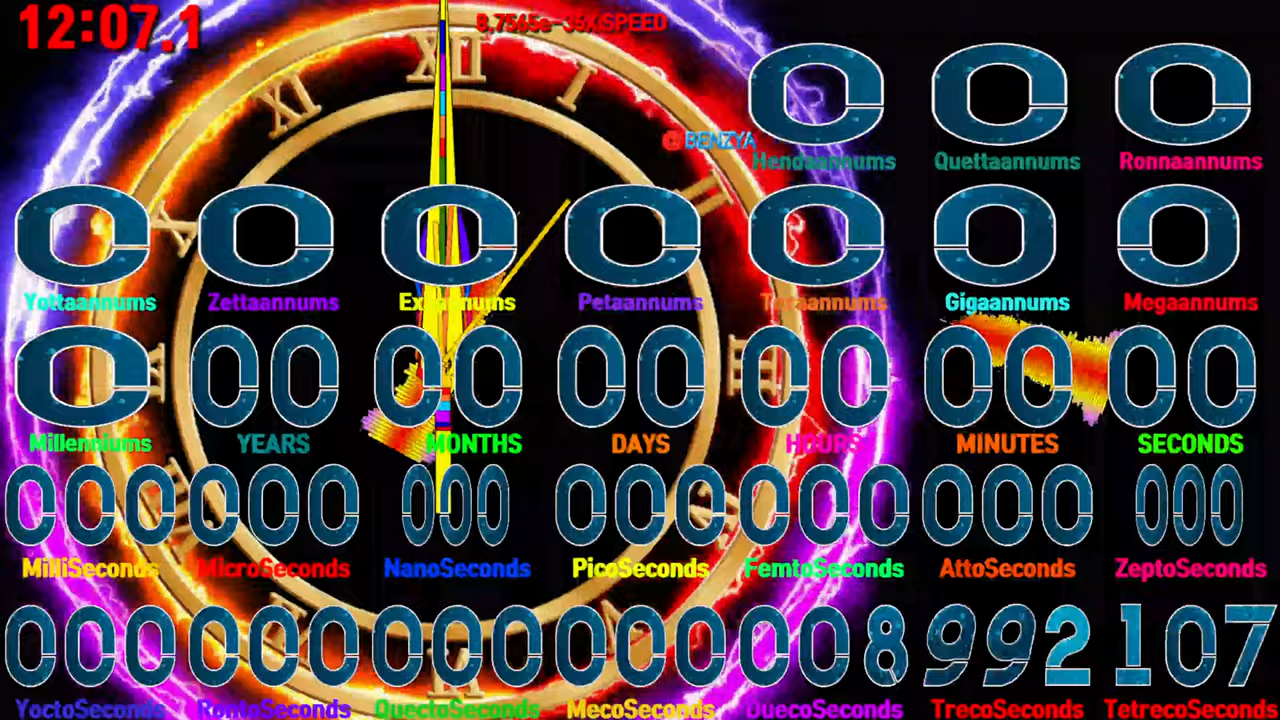 12:07.1
8,7565e-35X SPEED
XII
XI
I
@BENZYA
0 0 0
Hendaannums Quettaannums Ronnaannums
0 0 0 0 0 0 0
Yottaannums Zettaannums Exaannums Petaannums Teraannums Gigaannums Megaannums
0 00 00 00 00 00 00
Millenniums YEARS MONTHS DAYS HOURS MINUTES SECONDS
000 000 000 000 000 000 000
MilliSeconds MicroSeconds NanoSeconds PicoSeconds FemtoSeconds AttoSeconds ZeptoSeconds
000 000 000 000 008 992 107
YoctoSeconds RontoSeconds QuectoSeconds MecoSeconds DuecoSeconds TrecoSeconds TetrecoSeconds